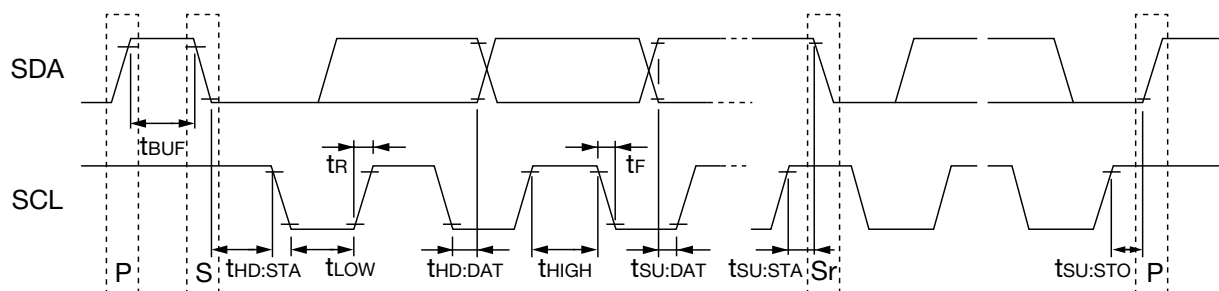 SDA
tBUF
tR
tF
SCL
P
S
tHD:STA
tLOW
tHD:DAT
tHIGH
tSU:DAT
tSU:STA
Sr
tSU:STO
P